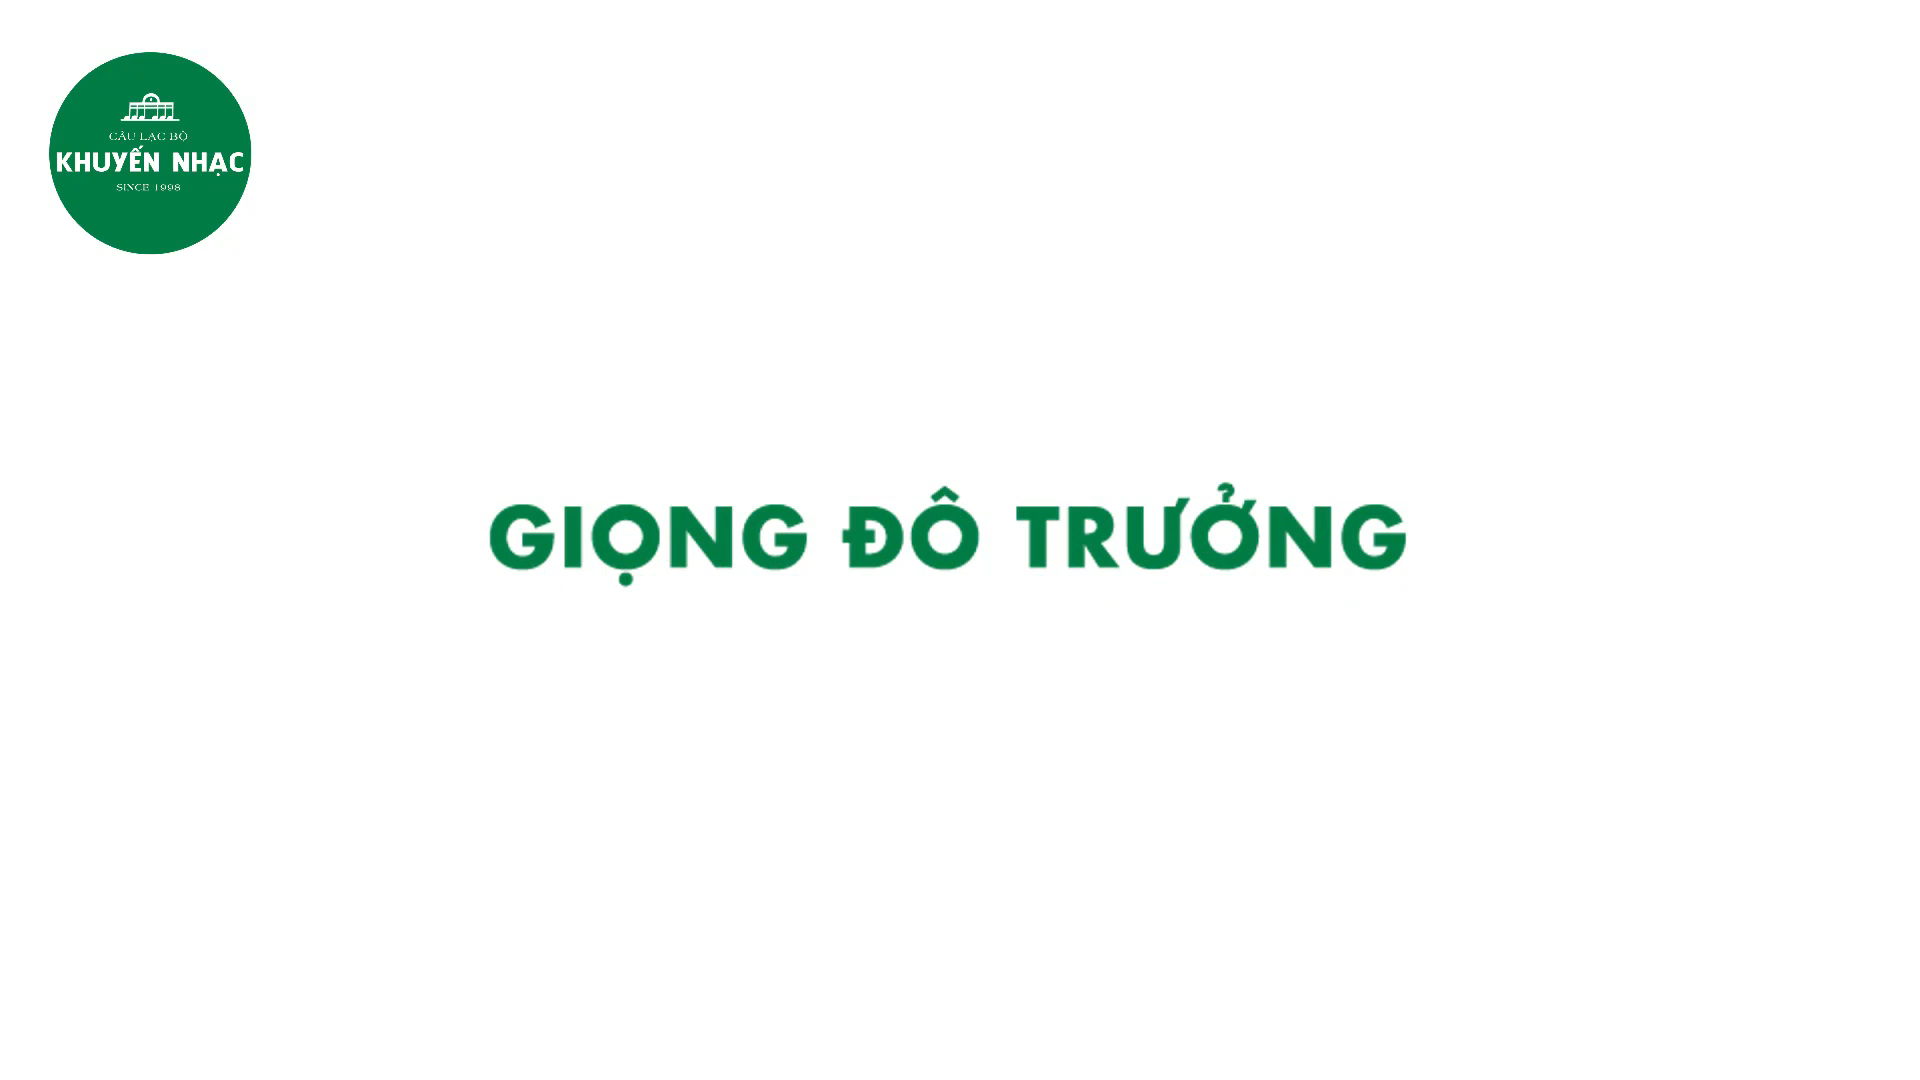 CÂU LẠC BỘ
KHUYẾN NHẠC
SINCE 1998
GIỌNG ĐÔ TRƯỞNG